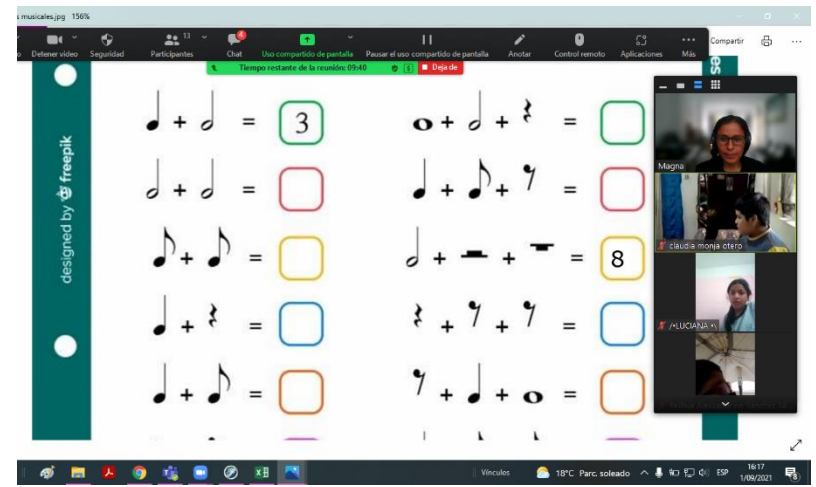 s musicales.jpg 156%
Detener video Seguridad Participantes 13 Chat 4 Uso compartido de pantalla Pausar el uso compartido de pantalla Anotar Control remoto Aplicaciones Más Compartir
Tiempo restante de la reunión: 09:40 Deja de
es
designed by freepik
+ = 3
+ + =
+ =
+ + =
+ =
+ + = 8
+ =
+ + =
+ =
+ + =
Magna
claudia monja otero
/•LUCIANA •\
Vínculos 18°C Parc. soleado ESP 16:17
1/09/2021